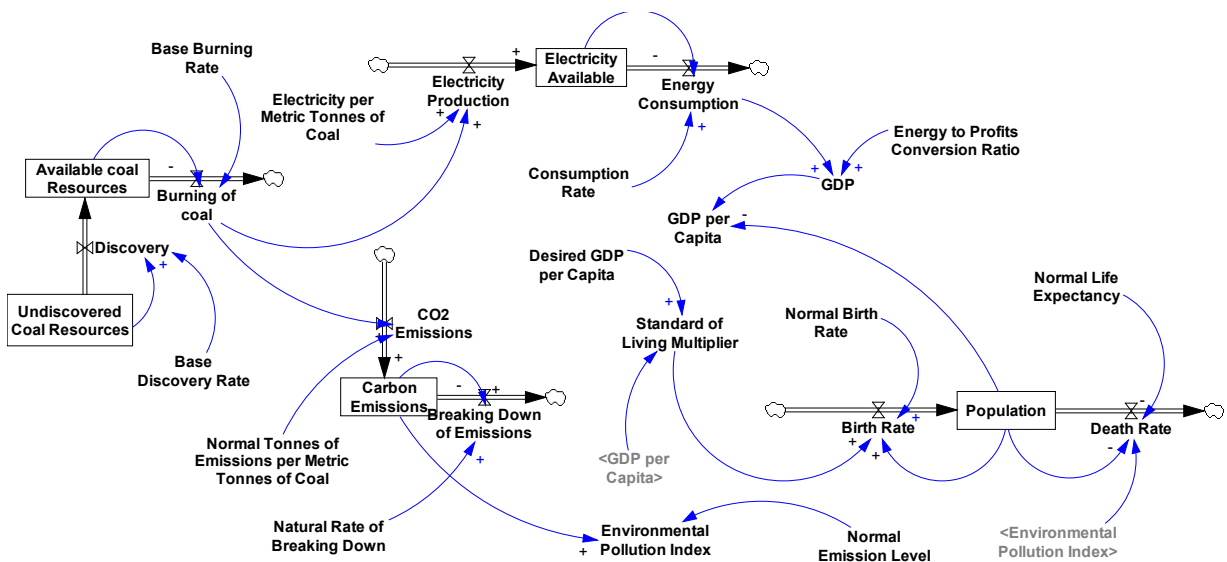 Base Burning
Rate
Electricity
Available
+
-
Electricity
Production
Energy
Consumption
Electricity per
Metric Tonnes of
Coal
+
+
+
Energy to Profits
Conversion Ratio
Available coal
Resources
-
Burning of
coal
Consumption
Rate
+
+
GDP
GDP per
Capita
-
Discovery
+
Desired GDP
per Capita
Normal Life
Expectancy
Undiscovered
Coal Resources
CO2
Emissions
+
+
Standard of
Living Multiplier
Normal Birth
Rate
Base
Discovery Rate
+
Carbon
Emissions
-
+
Breaking Down
of Emissions
Population
-
Birth Rate
+
Death Rate
Normal Tonnes of
Emissions per Metric
Tonnes of Coal
+
<GDP per
Capita>
+
+
-
Natural Rate of
Breaking Down
Environmental
Pollution Index
+
Normal
Emission Level
<Environmental
Pollution Index>